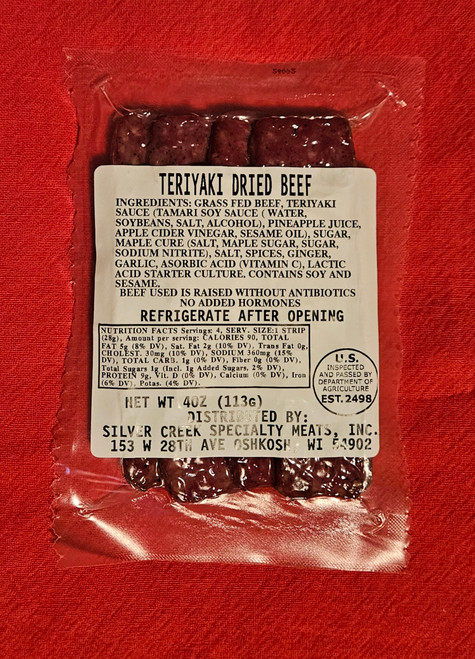 TERIYAKI DRIED BEEF
INGREDIENTS: GRASS FED BEEF, TERIYAKI
SAUCE (TAMARI SOY SAUCE ( WATER,
SOYBEANS, SALT, ALCOHOL), PINEAPPLE JUICE,
APPLE CIDER VINEGAR, SESAME OIL), SUGAR,
MAPLE CURE (SALT, MAPLE SUGAR, SUGAR,
SODIUM NITRITE), SALT, SPICES, GINGER,
GARLIC, ASORBIC ACID (VITAMIN C), LACTIC
ACID STARTER CULTURE. CONTAINS SOY AND
SESAME.
BEEF USED IS RAISED WITHOUT ANTIBIOTICS
NO ADDED HORMONES
REFRIGERATE AFTER OPENING
NUTRITION FACTS Servings: 4, SERV. SIZE:1 STRIP
(28g), Amount per serving: CALORIES 90, TOTAL
FAT 5g (8% DV), Sat. Fat 2g (10% DV), Trans Fat 0g,
CHOLEST. 30mg (10% DV), SODIUM 360mg (15%
DV), TOTAL CARB. 1g (0% DV), Fiber 0g (0% DV),
Total Sugars 1g (Incl. 1g Added Sugars, 2% DV),
PROTEIN 9g, Vit. D (0% DV), Calcium (0% DV), Iron
(6% DV), Potas. (4% DV).
U.S.
INSPECTED
AND PASSED BY
DEPARTMENT OF
AGRICULTURE
EST. 2498
NET WT 4OZ (113G)
DISTRIBUTED BY:
SILVER CREEK SPECIALTY MEATS, INC.
153 W 28TH AVE OSHKOSH, WI 54902